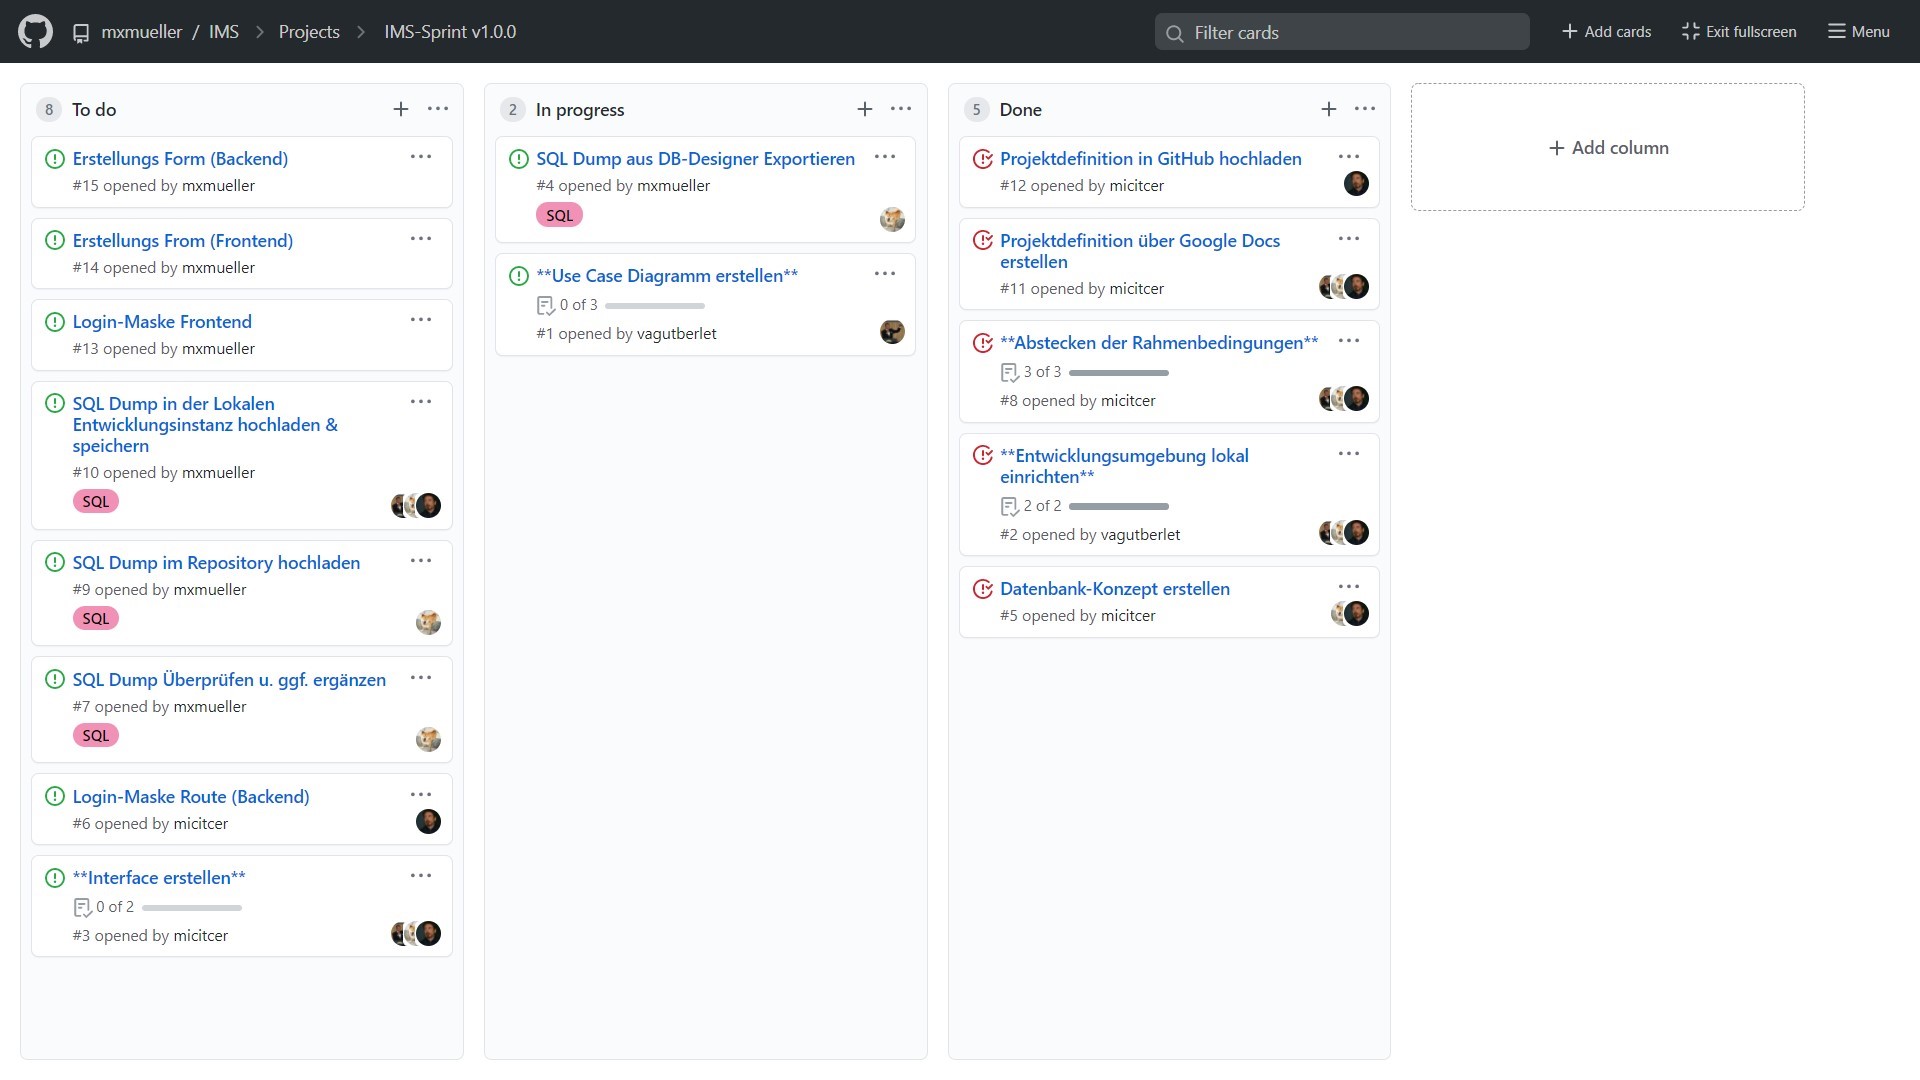 mxmueller / IMS > Projects > IMS-Sprint v1.0.0
Filter cards
Add cards
Exit fullscreen
Menu
8 To do
Erstellungs Form (Backend)
#15 opened by mxmueller
Erstellungs From (Frontend)
#14 opened by mxmueller
Login-Maske Frontend
#13 opened by mxmueller
SQL Dump in der Lokalen
Entwicklungsinstanz hochladen &
speichern
#10 opened by mxmueller
SQL
SQL Dump im Repository hochladen
#9 opened by mxmueller
SQL
SQL Dump Überprüfen u. ggf. ergänzen
#7 opened by mxmueller
SQL
Login-Maske Route (Backend)
#6 opened by micitcer
**Interface erstellen**
0 of 2
#3 opened by micitcer
2 In progress
SQL Dump aus DB-Designer Exportieren
#4 opened by mxmueller
SQL
**Use Case Diagramm erstellen**
0 of 3
#1 opened by vagutberlet
5 Done
Projektdefinition in GitHub hochladen
#12 opened by micitcer
Projektdefinition über Google Docs
erstellen
#11 opened by micitcer
**Abstecken der Rahmenbedingungen**
3 of 3
#8 opened by micitcer
**Entwicklungsumgebung lokal
einrichten**
2 of 2
#2 opened by vagutberlet
Datenbank-Konzept erstellen
#5 opened by micitcer
+ Add column